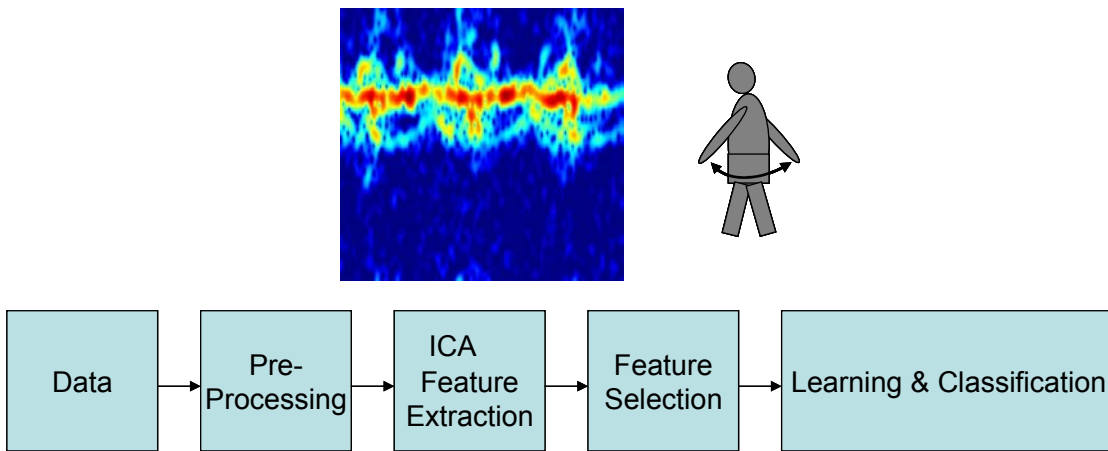 Data
Pre-
Processing
ICA
Feature
Extraction
Feature
Selection
Learning & Classification